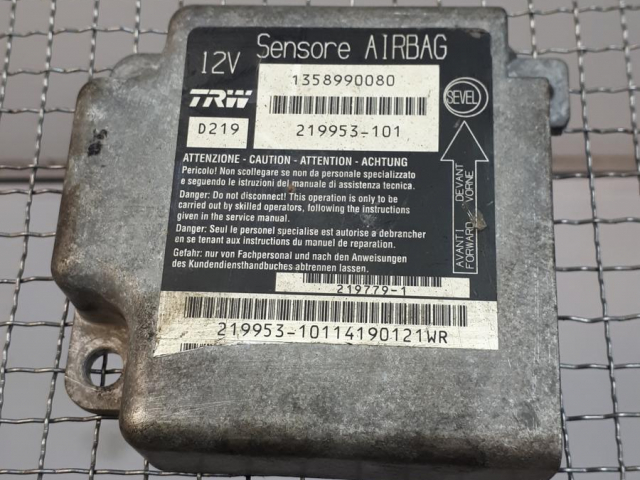 12V Sensore AIRBAG
1358990080
TRW
SEVEL
D219
219953-101
ATTENZIONE - CAUTION - ATTENTION - ACHTUNG
Pericolo! Non scollegare se non da personale specializzato
e seguendo le istruzioni del manuale di assistenza tecnica.
Danger: Do not disconnect! This operation is only to be
carried out by skilled operators, following the instructions
given in the service manual.
Danger: Seul le personel specialise est autorise a debrancher
en se tenant aux instructions du manuel de reparation.
Gefahr: nur von Fachpersonal und nach den Anweisungen
des Kundendiensthandbuches abtrennen lassen.
AVANTI DEVANT
FORWARD VORNE
219779-1
219953-10114190121WR